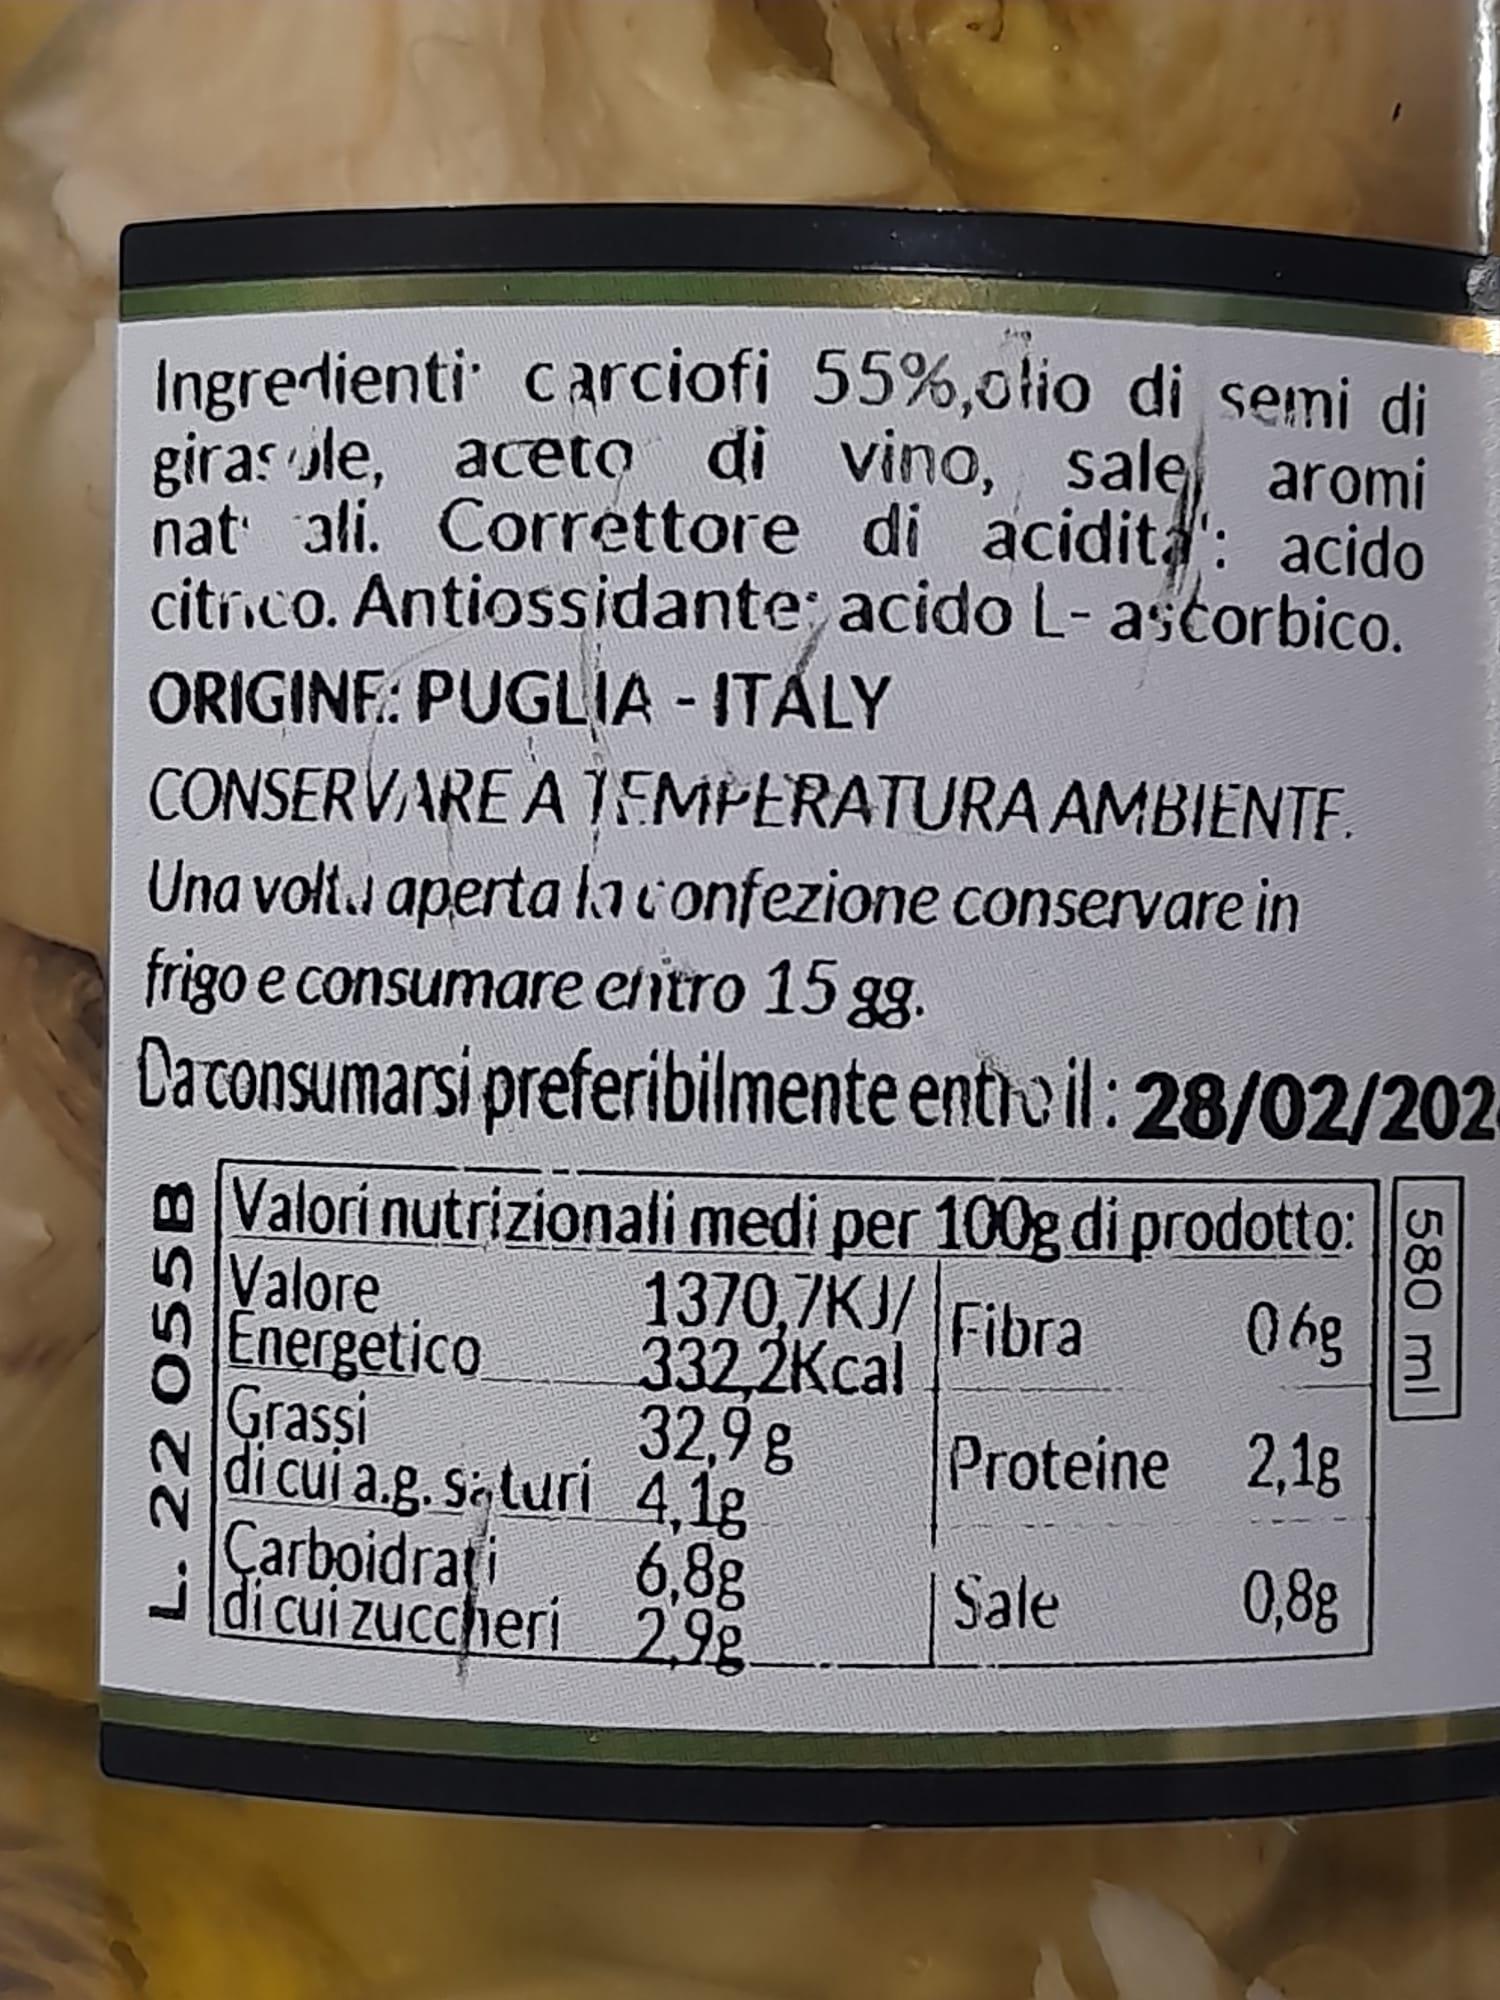 Ingredienti: carciofi 55%,olio di semi di
girasole, aceto di vino, sale, aromi
naturali. Correttore di acidita': acido
citrico. Antiossidante: acido L- ascorbico.
ORIGINE: PUGLIA - ITALY
CONSERVARE A TEMPERATURA AMBIENTE.
Una volta aperta la confezione conservare in
frigo e consumare entro 15 gg.
Da consumarsi preferibilmente entro il : 28/02/202
L. 22 055B
Valori nutrizionali medi per 100g di prodotto:
Valore 1370,7KJ/
Energetico 332,2Kcal
Grassi 32,9 g
di cui a.g. saturi 4,1g
Carboidrati 6,8g
di cui zuccheri 2,9g
Fibra 0,6g
Proteine 2,1g
Sale 0,8g
580 ml